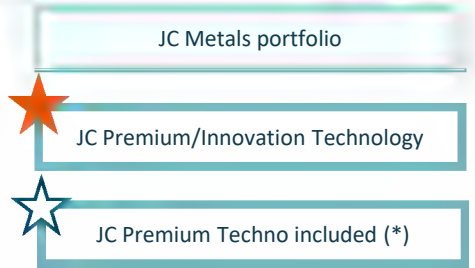 JC Metals portfolio
JC Premium/Innovation Technology
JC Premium Techno included (*)